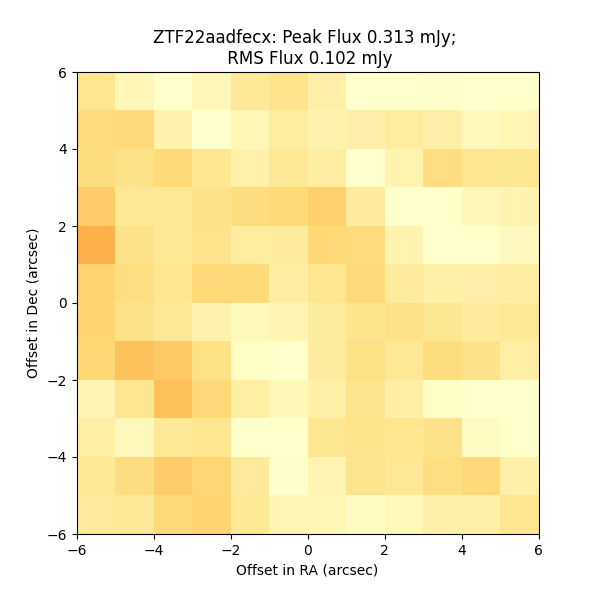 ZTF22aadfecx: Peak Flux 0.313 mJy;
RMS Flux 0.102 mJy
6
4
2
0
−2
−4
−6
Offset in Dec (arcsec)
−6 −4 −2 0 2 4 6
Offset in RA (arcsec)